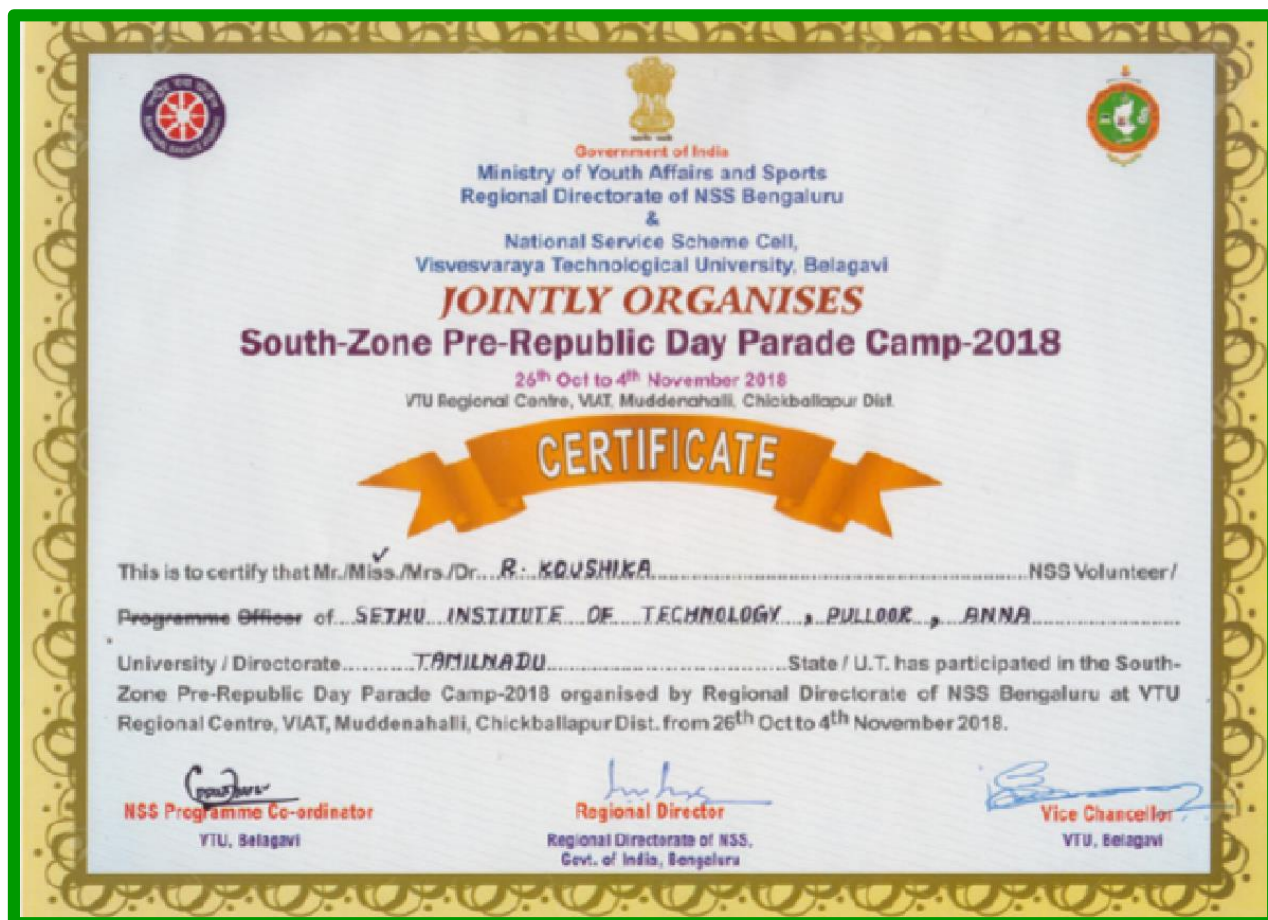 Government of India
Ministry of Youth Affairs and Sports
Regional Directorate of NSS Bengaluru
&
National Service Scheme Cell,
Visvesvaraya Technological University, Belagavi
JOINTLY ORGANISES
South-Zone Pre-Republic Day Parade Camp-2018
26th Oct to 4th November 2018
VTU Regional Centre, VIAT, Muddenahalli, Chickballapur Dist.
CERTIFICATE
This is to certify that Mr./Miss./Mrs./Dr... R. KOUSHIKA ... NSS Volunteer /
Programme Officer of ... SETHU INSTITUTE OF TECHNOLOGY, PULLOOR, ANNA ...
University / Directorate ... TAMILNADU ... State / U.T. has participated in the South-
Zone Pre-Republic Day Parade Camp-2018 organised by Regional Directorate of NSS Bengaluru at VTU
Regional Centre, VIAT, Muddenahalli, Chickballapur Dist. from 26th Oct to 4th November 2018.
NSS Programme Co-ordinator
VTU, Belagavi
Regional Director
Regional Directorate of NSS,
Govt. of India, Bengaluru
Vice Chancellor
VTU, Belagavi